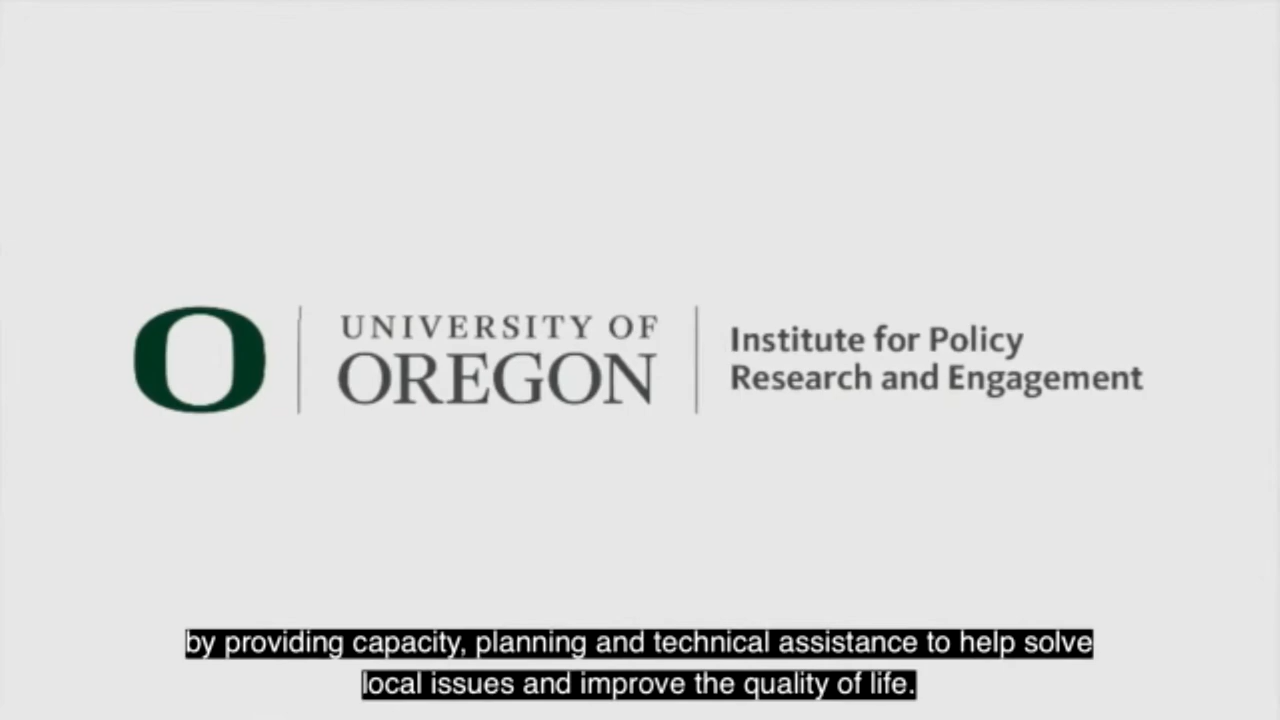 O
UNIVERSITY OF
OREGON
Institute for Policy
Research and Engagement
by providing capacity, planning and technical assistance to help solve
local issues and improve the quality of life.